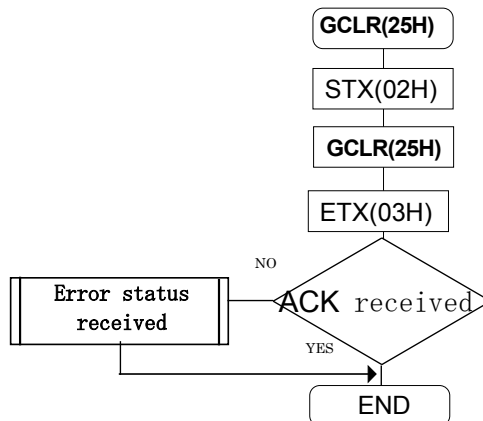 GCLR(25H)
STX(02H)
GCLR(25H)
ETX(03H)
NO
Error status
received
ACK received
YES
END